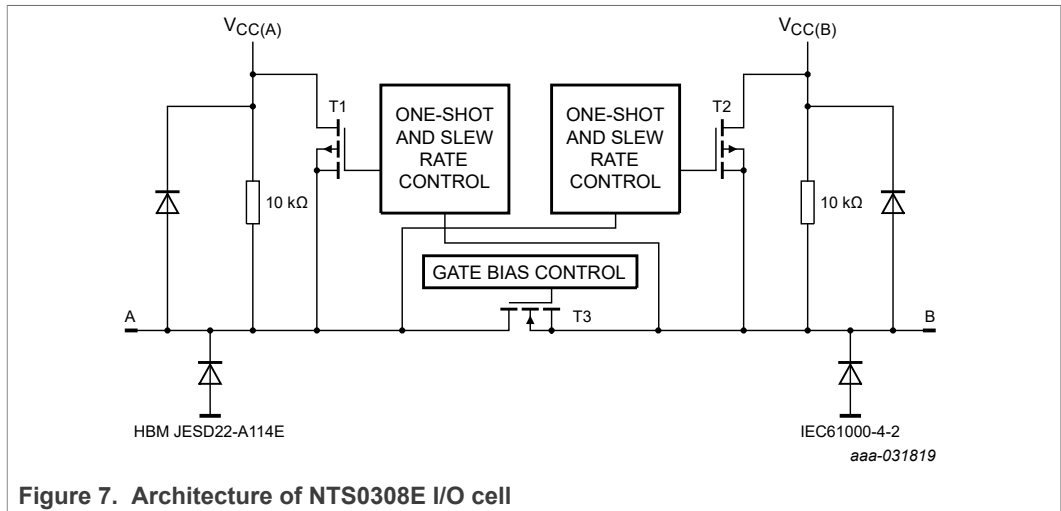 VCC(A)
VCC(B)
T1
ONE-SHOT
AND SLEW
RATE
CONTROL
ONE-SHOT
AND SLEW
RATE
CONTROL
T2
10 kΩ
10 kΩ
GATE BIAS CONTROL
A
T3
B
HBM JESD22-A114E
IEC61000-4-2
aaa-031819
Figure 7. Architecture of NTS0308E I/O cell